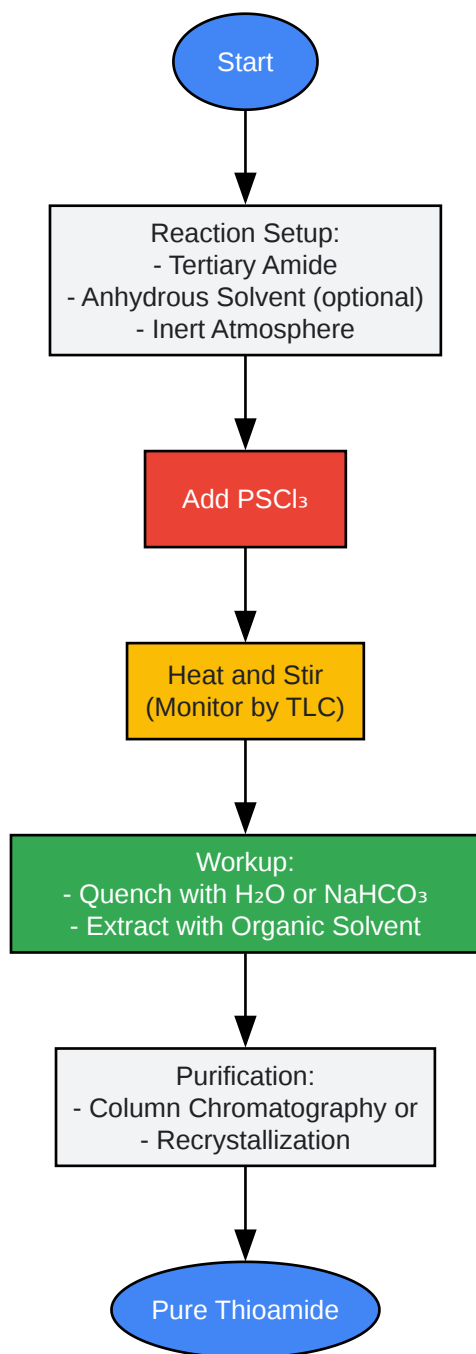 Start
Reaction Setup:
- Tertiary Amide
- Anhydrous Solvent (optional)
- Inert Atmosphere
Add PSCl₃
Heat and Stir
(Monitor by TLC)
Workup:
- Quench with H₂O or NaHCO₃
- Extract with Organic Solvent
Purification:
- Column Chromatography or
- Recrystallization
Pure Thioamide